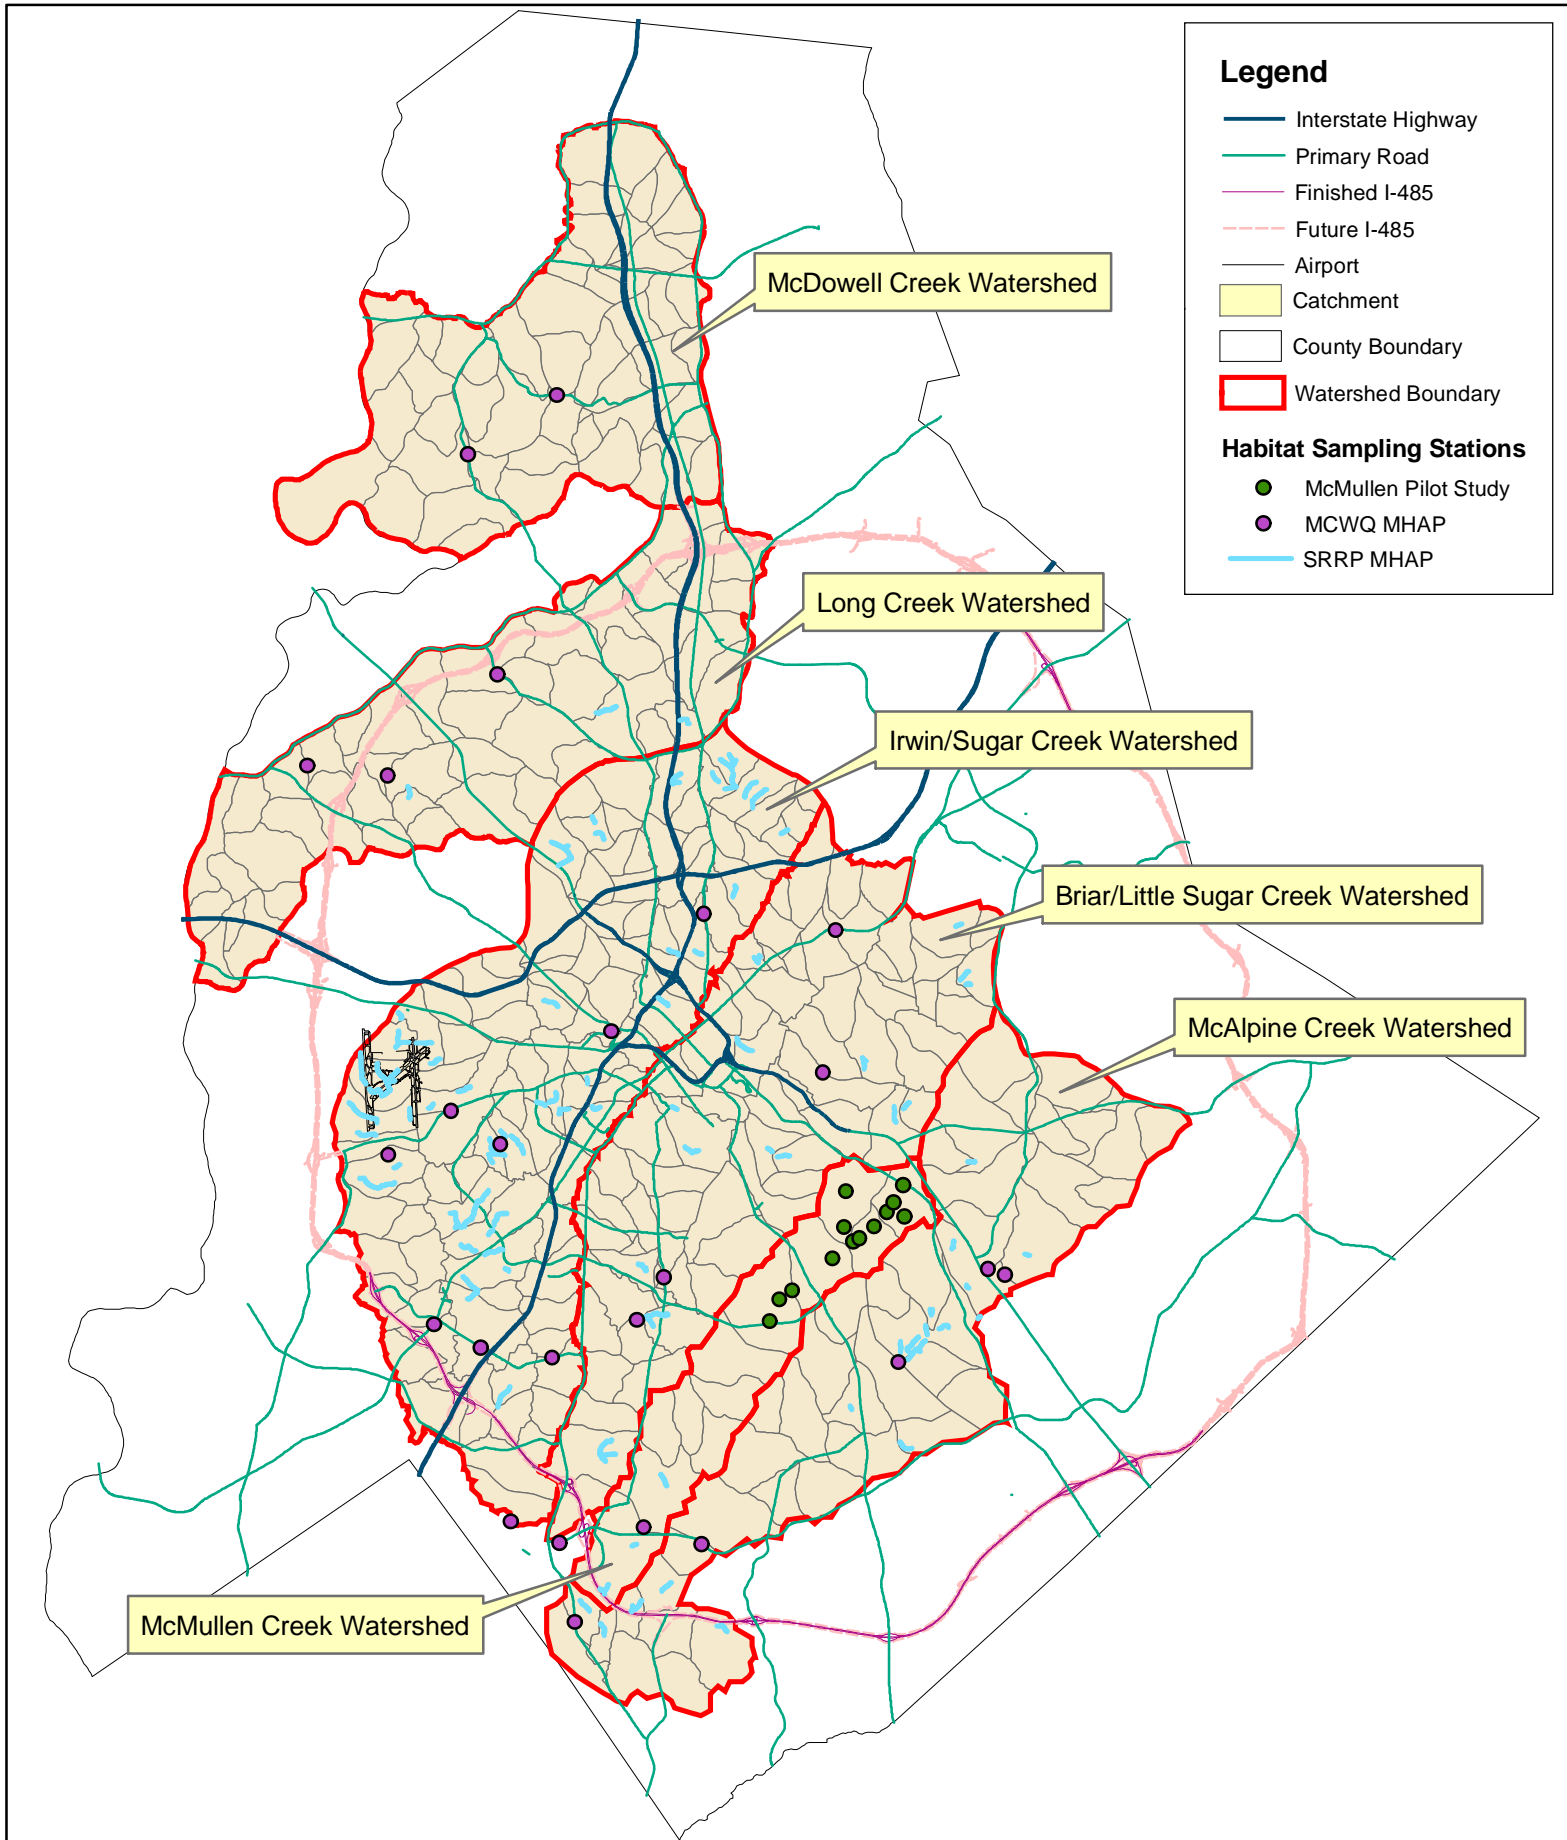 Legend
Interstate Highway
Primary Road
Finished I-485
Future I-485
Airport
Catchment
County Boundary
Watershed Boundary
Habitat Sampling Stations
McMullen Pilot Study
MCWQ MHAP
SRRP MHAP
McDowell Creek Watershed
Long Creek Watershed
Irwin/Sugar Creek Watershed
Briar/Little Sugar Creek Watershed
McAlpine Creek Watershed
McMullen Creek Watershed